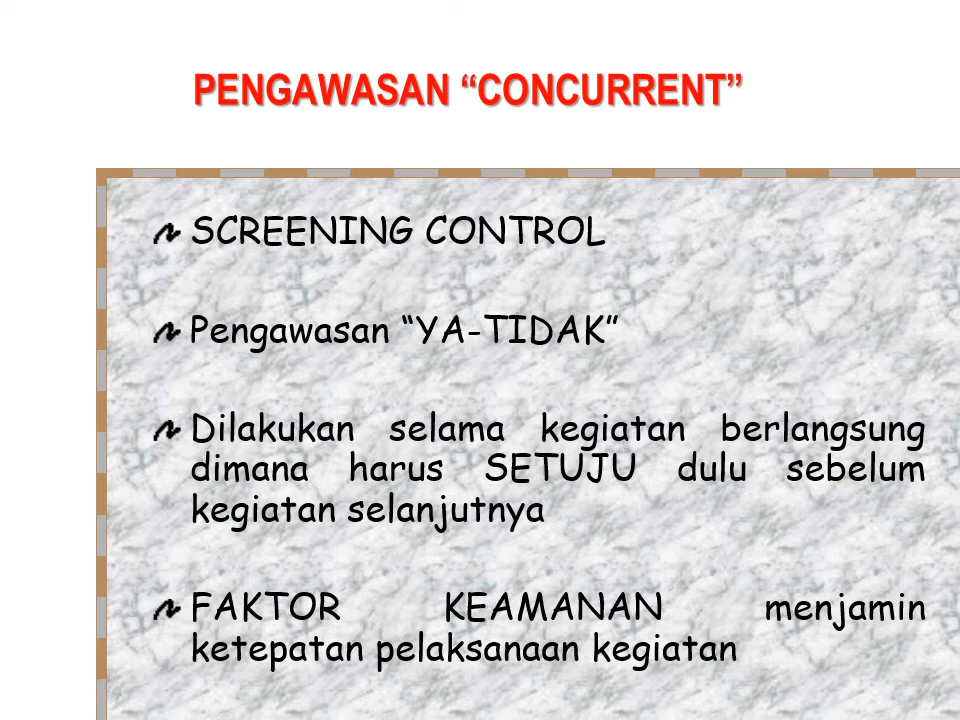 PENGAWASAN “CONCURRENT”
SCREENING CONTROL
Pengawasan “YA-TIDAK”
Dilakukan selama kegiatan berlangsung
dimana harus SETUJU dulu sebelum
kegiatan selanjutnya
FAKTOR KEAMANAN menjamin
ketepatan pelaksanaan kegiatan